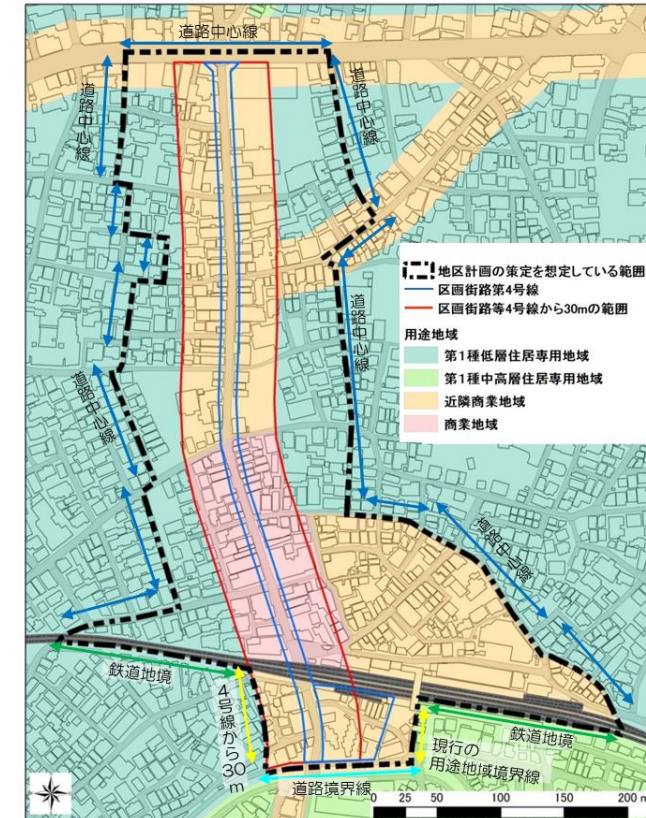 道路中心線
道路中心線
道路中心線
地区計画の策定を想定している範囲
区画街路第4号線
区画街路等4号線から30mの範囲
用途地域
第1種低層住居専用地域
第1種中高層住居専用地域
近隣商業地域
商業地域
道路中心線
道路中心線
道路中心線
鉄道地境
4号線から
30m
鉄道地境
現行の
用途地域境界線
道路境界線
0 25 50 100 150 200 m